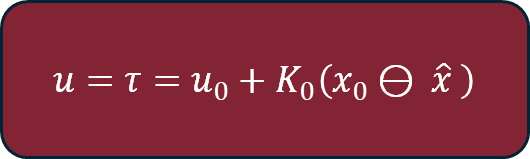 u = τ = u₀ + K₀(x₀ ⊖ x̂ )